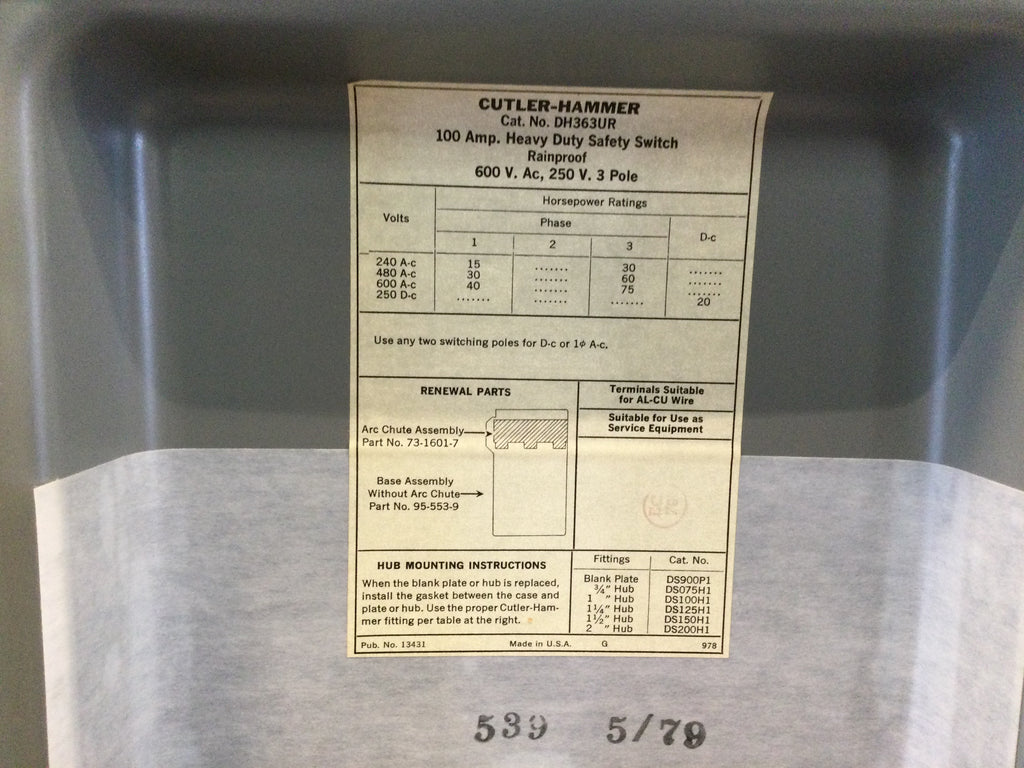 CUTLER-HAMMER
Cat. No. DH363UR
100 Amp. Heavy Duty Safety Switch
Rainproof
600 V. Ac, 250 V. 3 Pole
Volts
Horsepower Ratings
Phase
D-c
1 2 3
240 A-c 15 ....... 30 .......
480 A-c 30 ....... 60 .......
600 A-c 40 ....... 75 .......
250 D-c ....... ....... ....... 20
Use any two switching poles for D-c or 1ϕ A-c.
RENEWAL PARTS
Arc Chute Assembly
Part No. 73-1601-7
Base Assembly
Without Arc Chute
Part No. 95-553-9
Terminals Suitable
for AL-CU Wire
Suitable for Use as
Service Equipment
HUB MOUNTING INSTRUCTIONS
When the blank plate or hub is replaced,
install the gasket between the case and
plate or hub. Use the proper Cutler-Ham-
mer fitting per table at the right.
Fittings Cat. No.
Blank Plate DS900P1
¾" Hub DS075H1
1 " Hub DS100H1
1¼" Hub DS125H1
1½" Hub DS150H1
2 " Hub DS200H1
Pub. No. 13431 Made in U.S.A. G 978
539 5/79